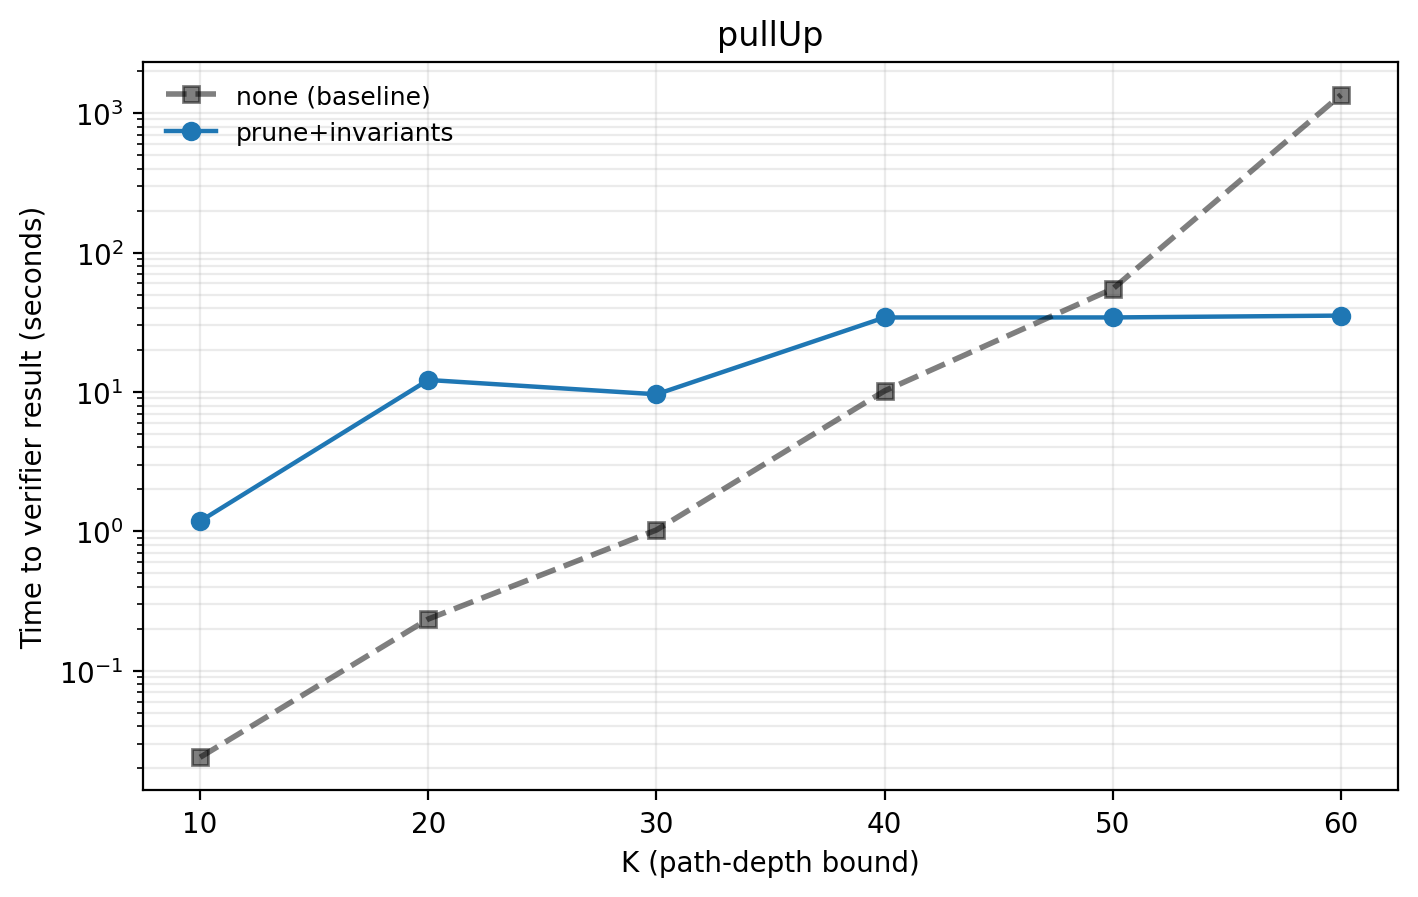 pullUp
none (baseline)
prune+invariants
Time to verifier result (seconds)
10³
10²
10¹
10⁰
10⁻¹
10 20 30 40 50 60
K (path-depth bound)